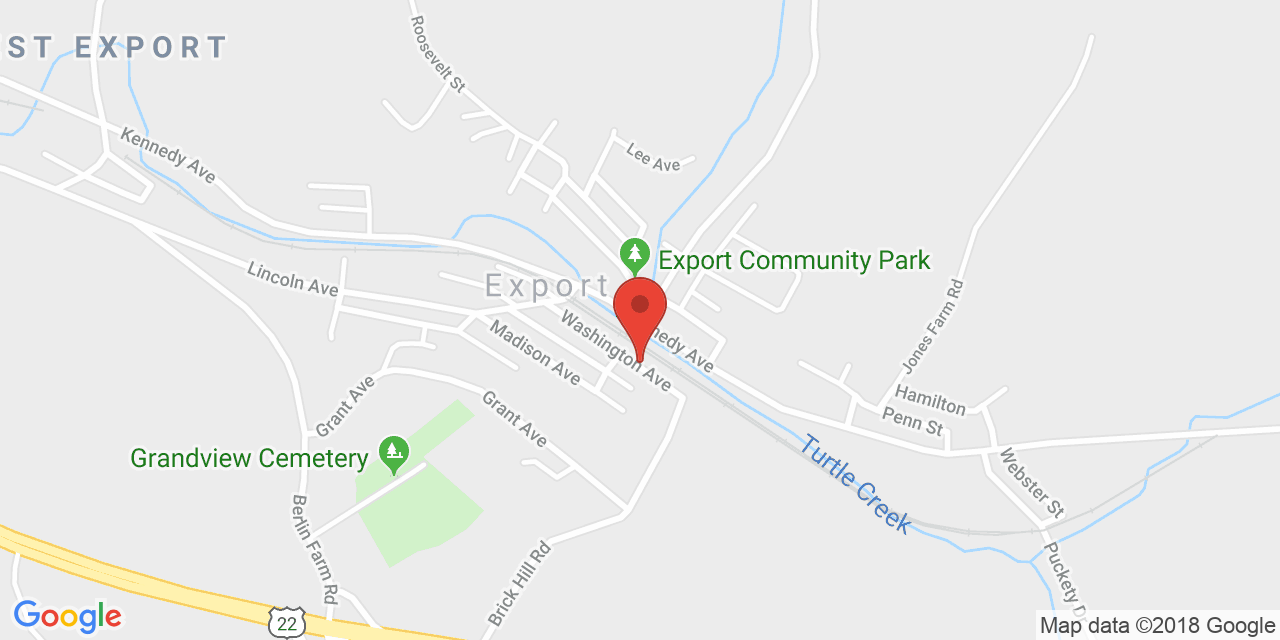 ST EXPORT
Roosevelt St
Kennedy Ave
Lee Ave
Export Community Park
Lincoln Ave
Export
Washington Ave
nedy Ave
Madison Ave
Jones Farm Rd
Hamilton
Penn St
Grant Ave
Grant Ave
Grandview Cemetery
Turtle Creek
Webster St
Berlin Farm Rd
Brick Hill Rd
Puckety D
22
Google
Map data ©2018 Google